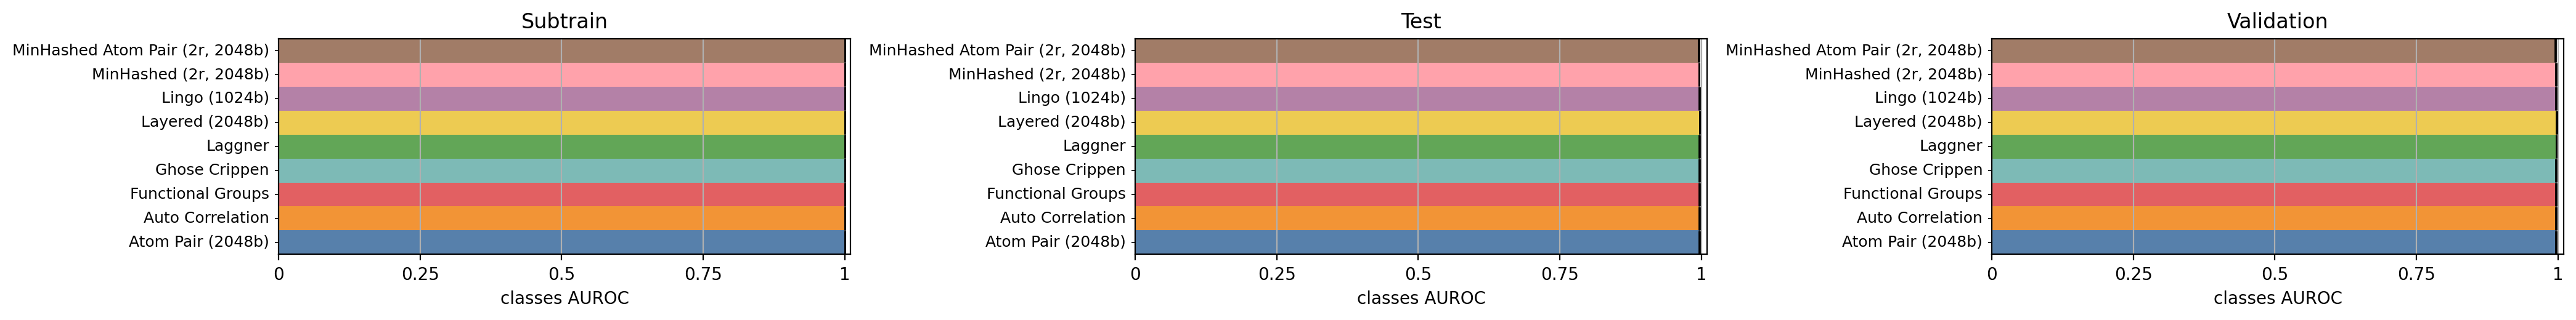 Subtrain
MinHashed Atom Pair (2r, 2048b)
MinHashed (2r, 2048b)
Lingo (1024b)
Layered (2048b)
Laggner
Ghose Crippen
Functional Groups
Auto Correlation
Atom Pair (2048b)
0 0.25 0.5 0.75 1
classes AUROC
Test
MinHashed Atom Pair (2r, 2048b)
MinHashed (2r, 2048b)
Lingo (1024b)
Layered (2048b)
Laggner
Ghose Crippen
Functional Groups
Auto Correlation
Atom Pair (2048b)
0 0.25 0.5 0.75 1
classes AUROC
Validation
MinHashed Atom Pair (2r, 2048b)
MinHashed (2r, 2048b)
Lingo (1024b)
Layered (2048b)
Laggner
Ghose Crippen
Functional Groups
Auto Correlation
Atom Pair (2048b)
0 0.25 0.5 0.75 1
classes AUROC